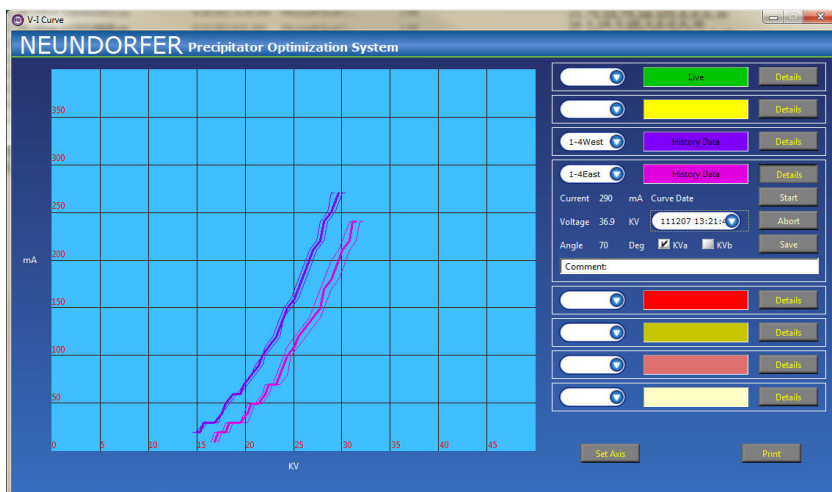 V-I Curve
NEUNDORFER Precipitator Optimization System
Live Details
Details
1-4West History Data Details
1-4East History Data Details
Current 290 mA Curve Date Start
Voltage 36.9 KV 111207 13:21:4 Abort
Angle 70 Deg KVa KVb Save
Comment:
Details
Details
Details
Details
Set Axis Print
350
300
250
mA 200
150
100
50
0 5 10 15 20 25 30 35 40 45
KV